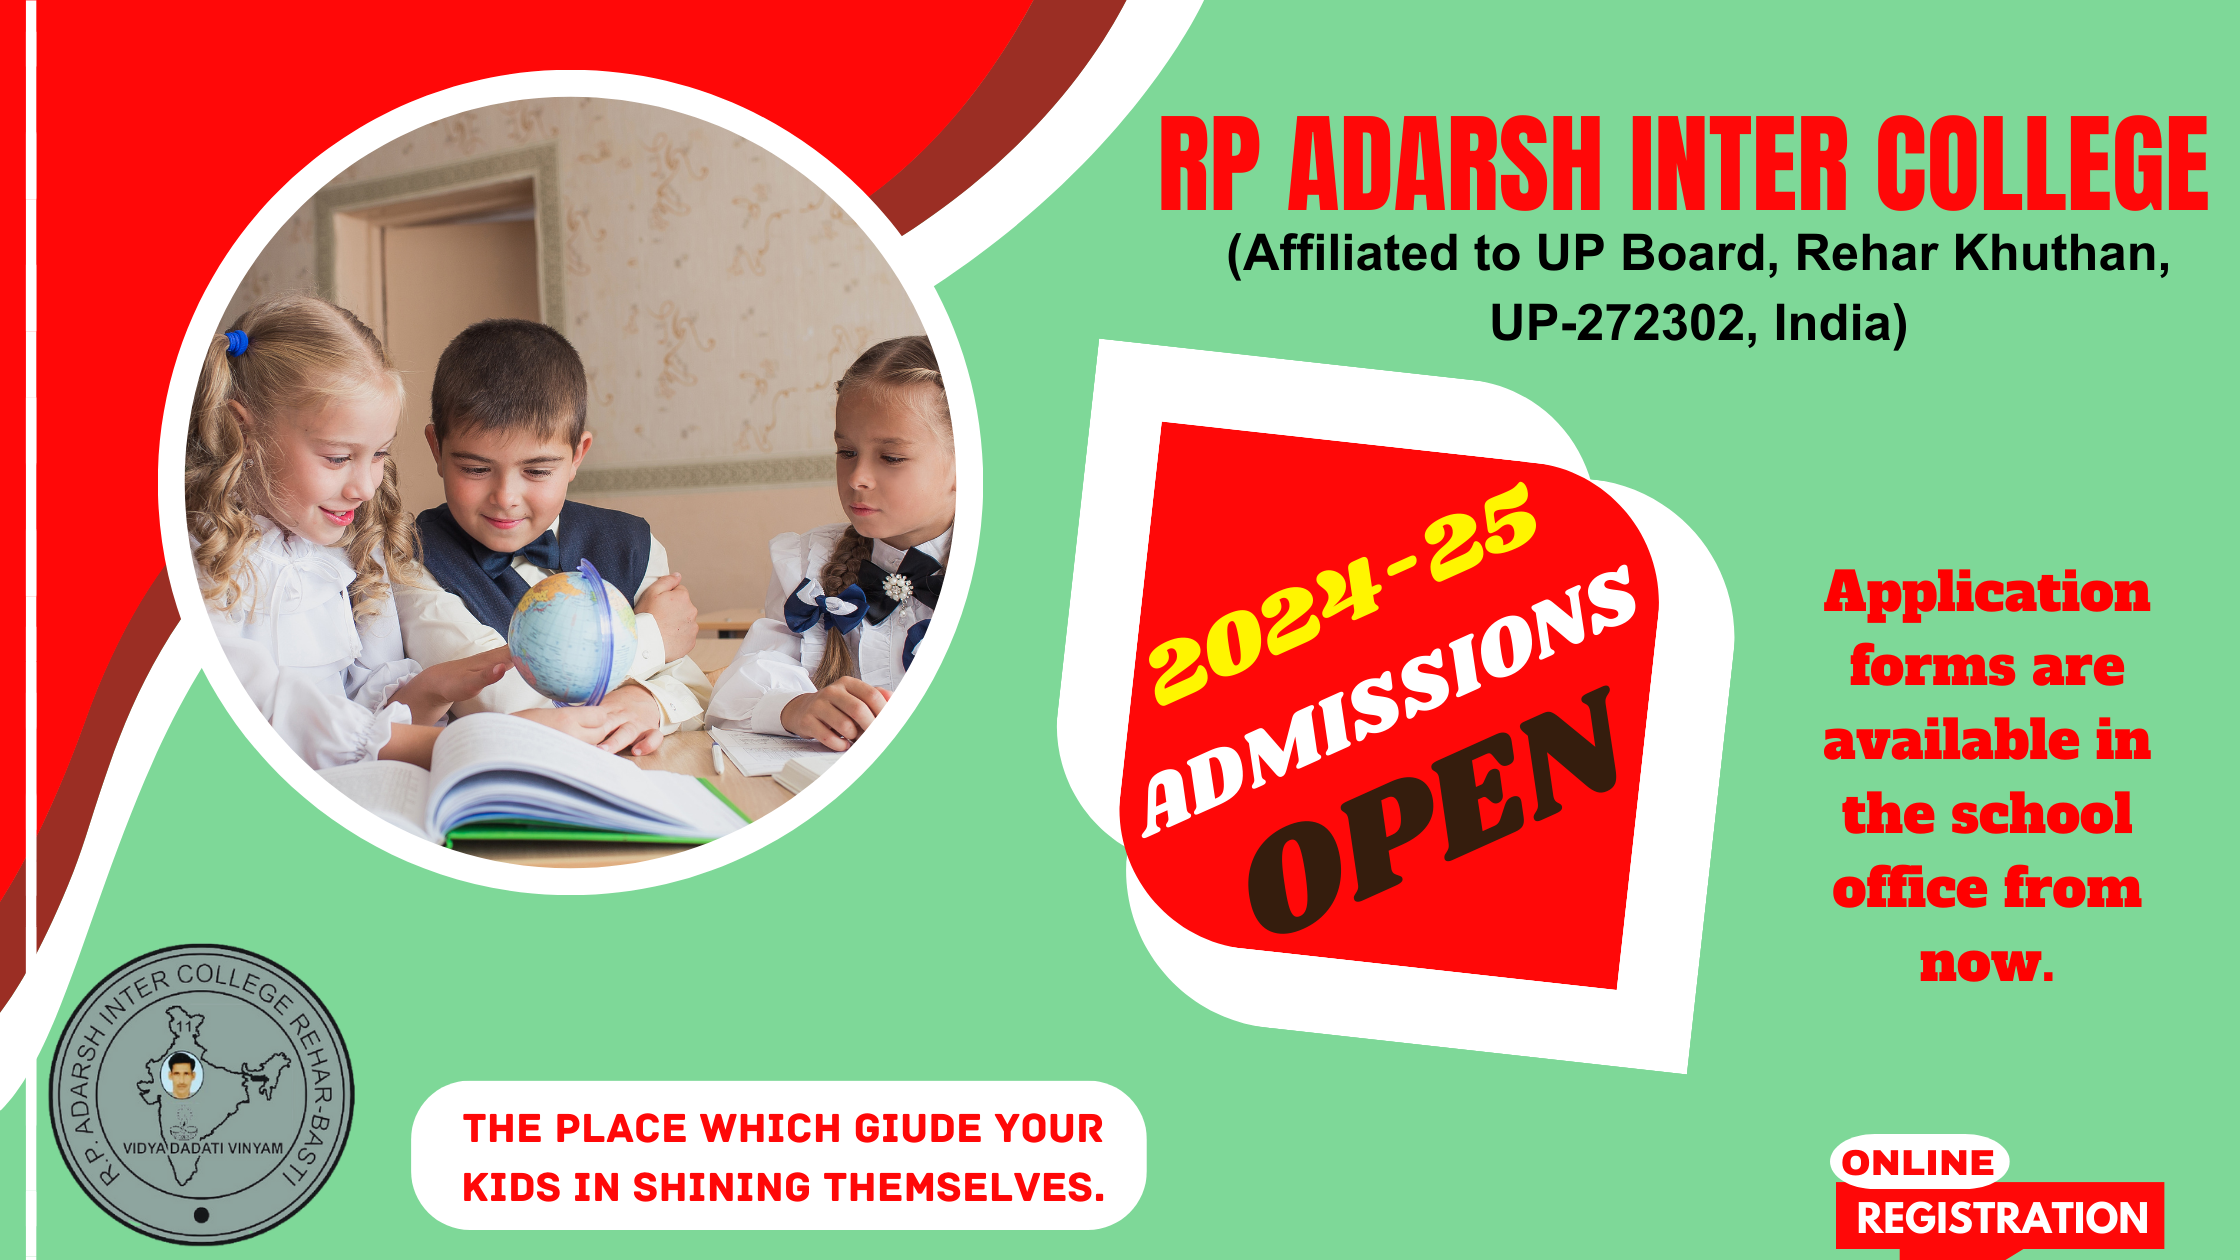 RP ADARSH INTER COLLEGE
(Affiliated to UP Board, Rehar Khuthan,
UP-272302, India)
2024-25
ADMISSIONS
OPEN
Application
forms are
available in
the school
office from
now.
R.P. ADARSH INTER COLLEGE REHAR-BASTI
11
VIDYA DADATI VINYAM
THE PLACE WHICH GIUDE YOUR
KIDS IN SHINING THEMSELVES.
ONLINE
REGISTRATION